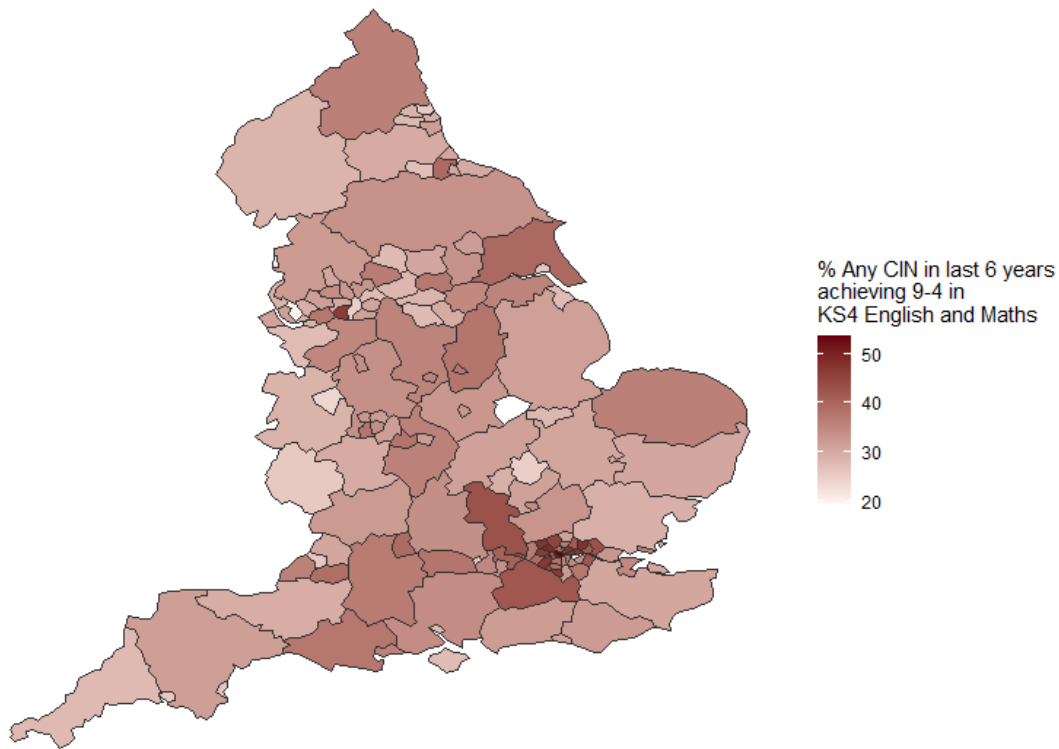 % Any CIN in last 6 years
achieving 9-4 in
KS4 English and Maths
50
40
30
20